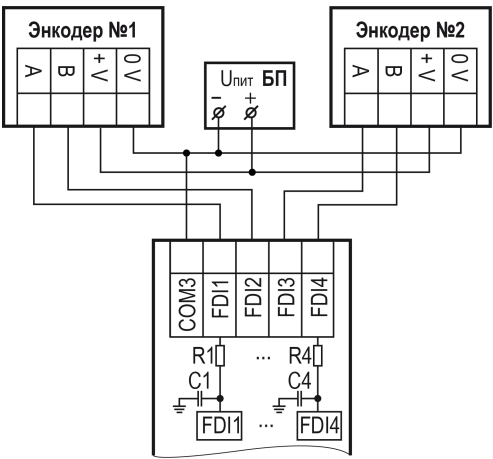 Энкодер №1
A B +V 0V
Uпит БП
− +
Энкодер №2
A B +V 0V
COM3 FDI1 FDI2 FDI3 FDI4
R1 ... R4
C1 C4
FDI1 ... FDI4